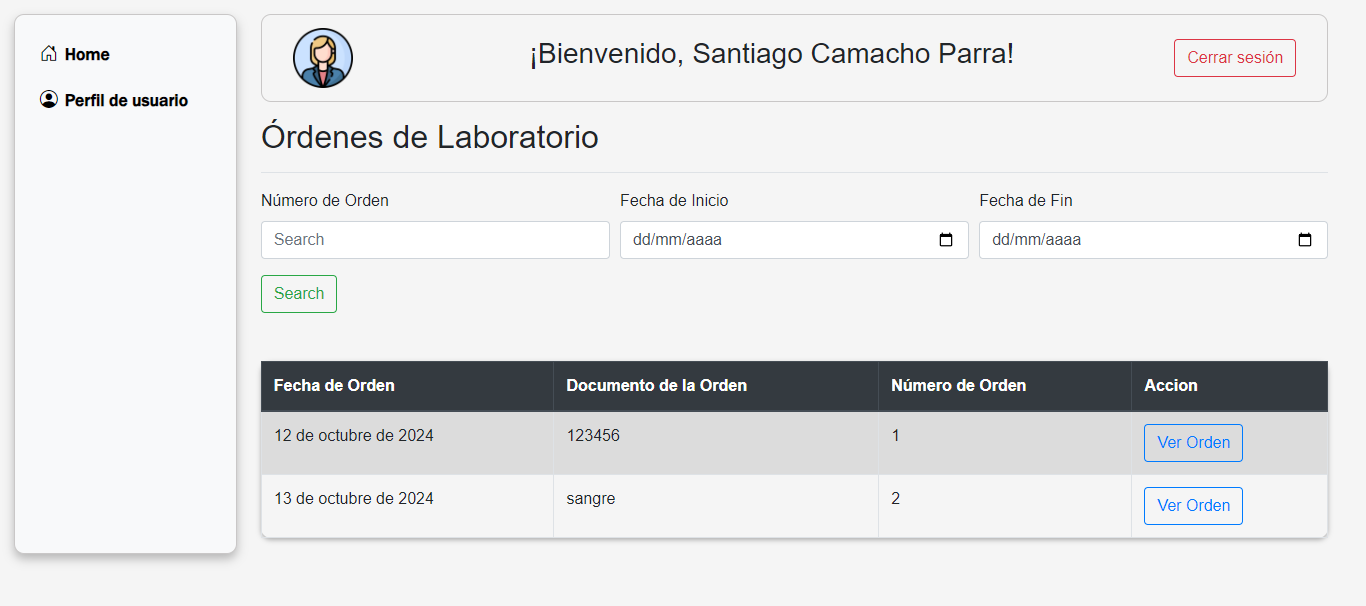 Home
Perfil de usuario
¡Bienvenido, Santiago Camacho Parra!
Cerrar sesión
Órdenes de Laboratorio
Número de Orden
Fecha de Inicio
Fecha de Fin
Search
dd/mm/aaaa
dd/mm/aaaa
Search
Fecha de Orden
Documento de la Orden
Número de Orden
Accion
12 de octubre de 2024
123456
1
Ver Orden
13 de octubre de 2024
sangre
2
Ver Orden